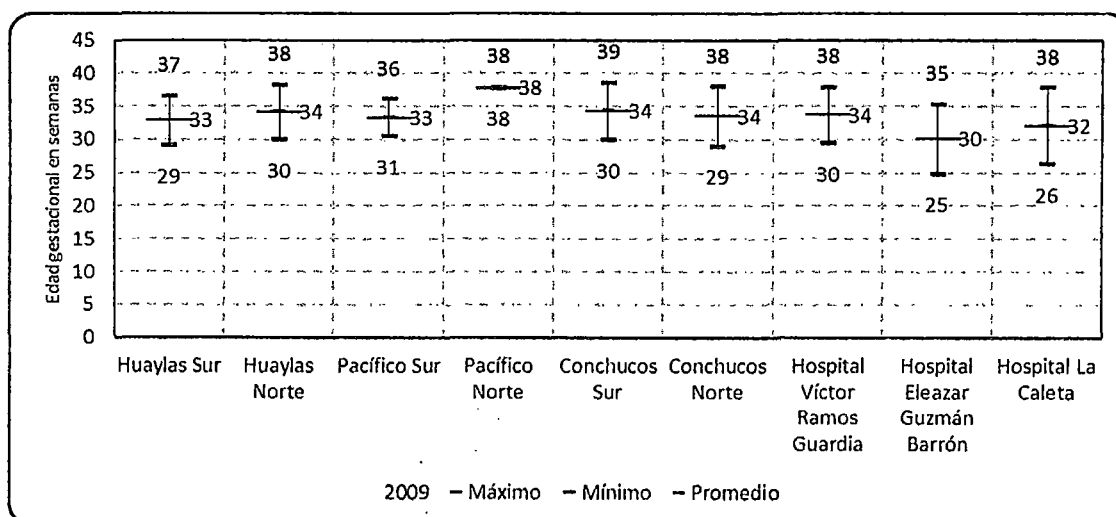 Edad gestacional en semanas
45
40
35
30
25
20
15
10
5
0
37
33
29
38
34
30
36
33
31
38
38
38
39
34
30
38
34
29
38
34
30
35
30
25
38
32
26
Huaylas Sur
Huaylas
Norte
Pacífico Sur
Pacífico
Norte
Conchucos
Sur
Conchucos
Norte
Hospital
Víctor
Ramos
Guardia
Hospital
Eleazar
Guzmán
Barrón
Hospital La
Caleta
2009 – Máximo – Mínimo – Promedio